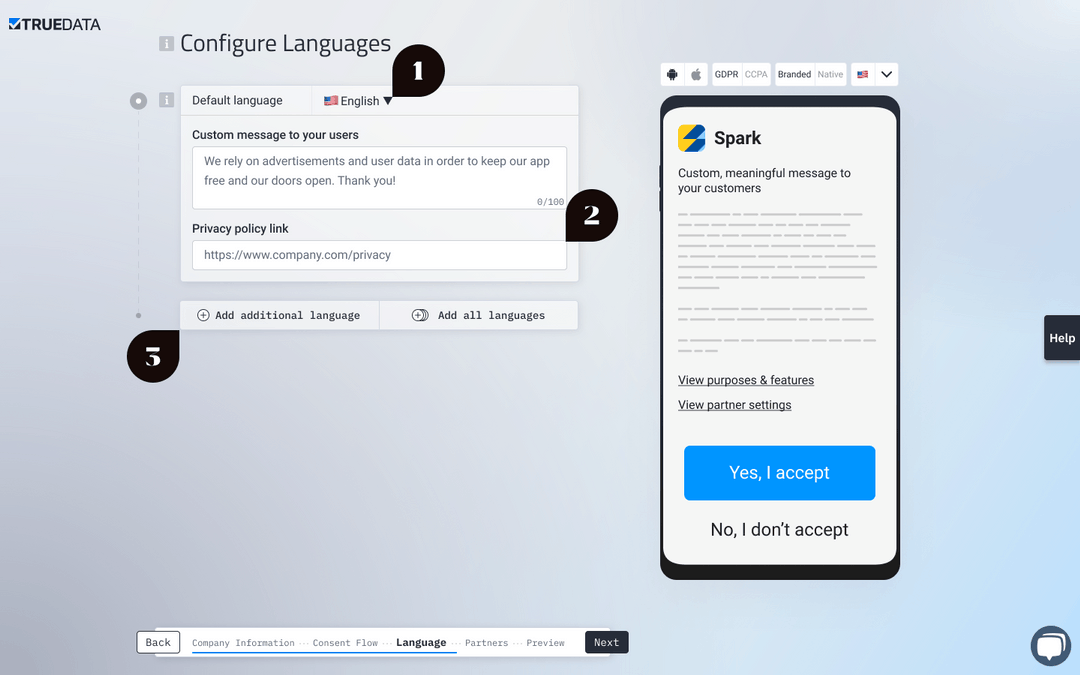 TRUEDATA
Configure Languages
1
Default language
English
Custom message to your users
We rely on advertisements and user data in order to keep our app
free and our doors open. Thank you!
0/100
2
Privacy policy link
https://www.company.com/privacy
Add additional language
Add all languages
3
GDPR CCPA Branded Native
Spark
Custom, meaningful message to
your customers
View purposes & features
View partner settings
Yes, I accept
No, I don’t accept
Help
Back
Company Information ··· Consent Flow ··· Language ··· Partners ··· Preview
Next